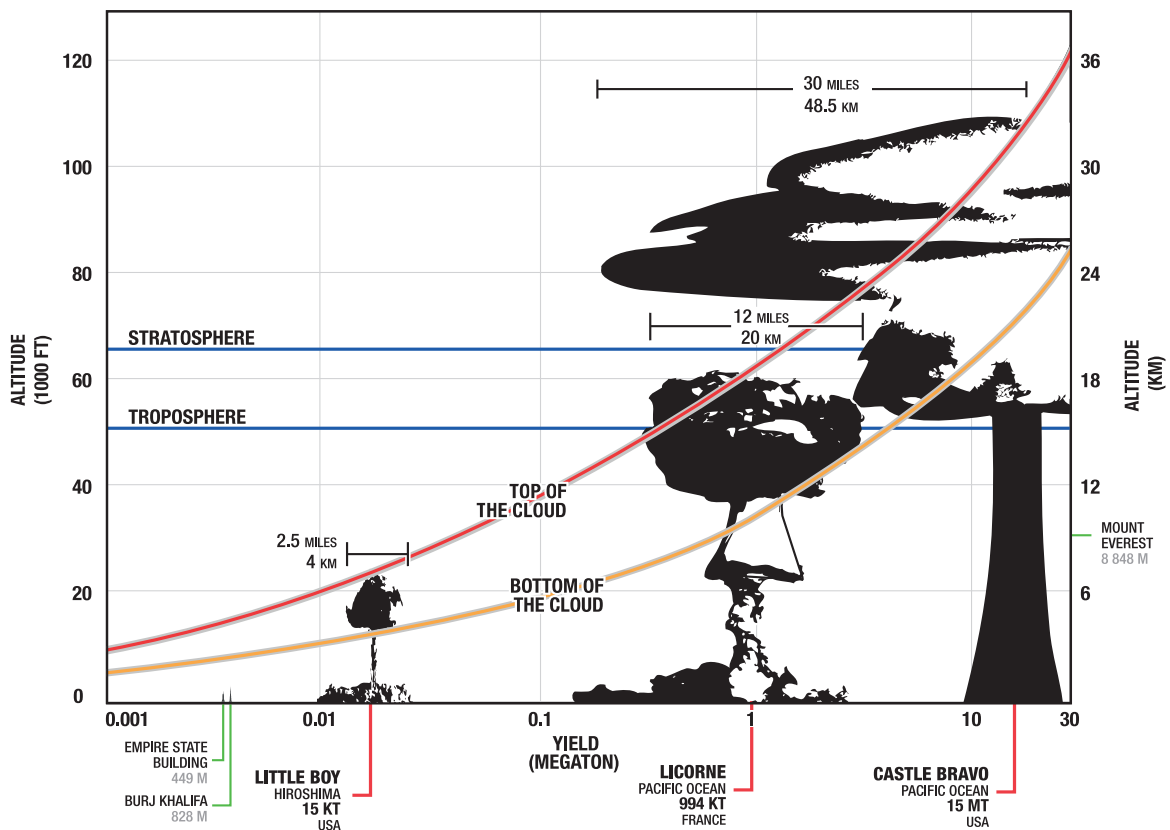 120
100
80
60
40
20
0
ALTITUDE
(1000 FT)
36
30
24
18
12
6
ALTITUDE
(KM)
30 MILES
48.5 KM
12 MILES
20 KM
STRATOSPHERE
TROPOSPHERE
TOP OF
THE CLOUD
2.5 MILES
4 KM
BOTTOM OF
THE CLOUD
MOUNT
EVEREST
8 848 M
0.001
0.01
0.1
1
10
30
YIELD
(MEGATON)
EMPIRE STATE
BUILDING
449 M
BURJ KHALIFA
828 M
LITTLE BOY
HIROSHIMA
15 KT
USA
LICORNE
PACIFIC OCEAN
994 KT
FRANCE
CASTLE BRAVO
PACIFIC OCEAN
15 MT
USA